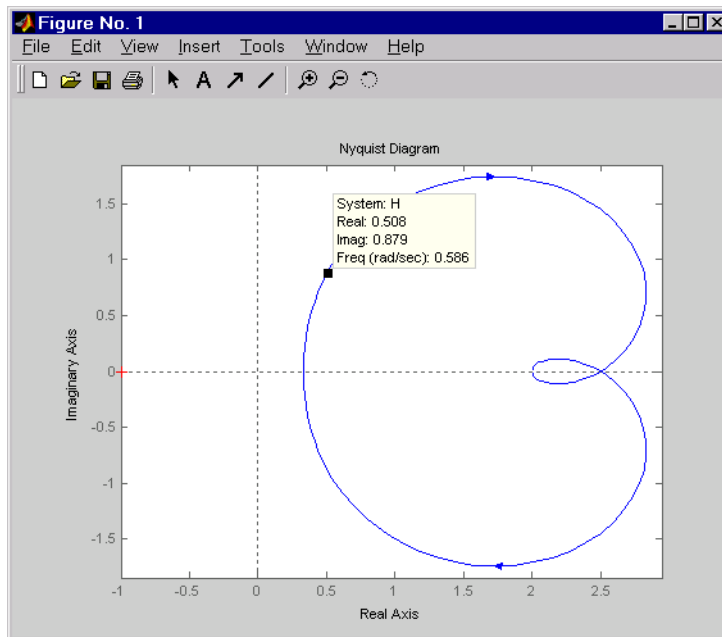 Figure No. 1
File Edit View Insert Tools Window Help
A
Nyquist Diagram
System: H
Real: 0.508
Imag: 0.879
Freq (rad/sec): 0.586
Imaginary Axis
1.5
1
0.5
0
-0.5
-1
-1.5
-1 -0.5 0 0.5 1 1.5 2 2.5
Real Axis